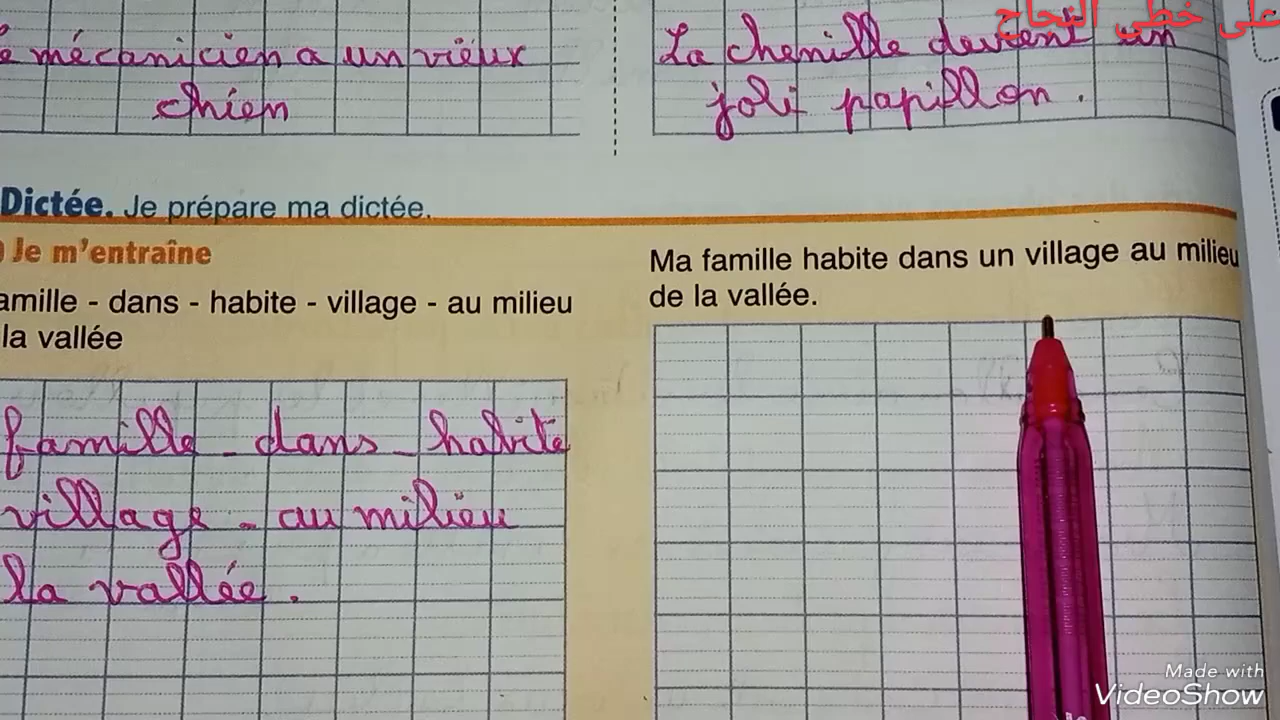 على خطى النجاح
é mécanicien a un vieux
chien
La chenille devient un
joli papillon.
Dictée. Je prépare ma dictée.
Je m'entraîne
amille - dans - habite - village - au milieu
la vallée
famille - dans - habite
village - au milieu
la vallée.
Ma famille habite dans un village au milieu
de la vallée.
Made with
VideoShow